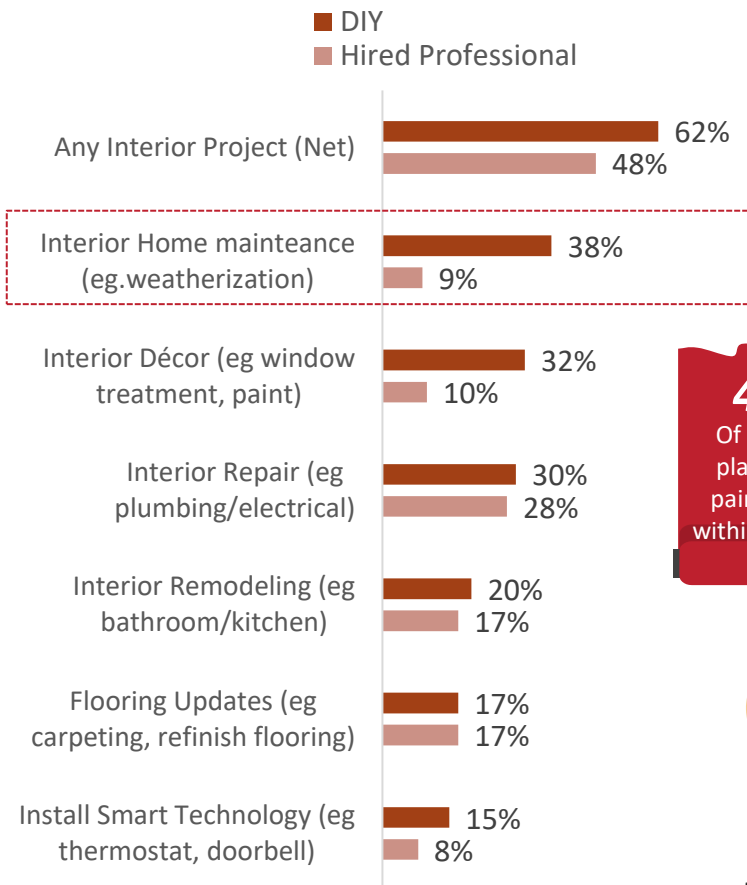 DIY
Hired Professional
Any Interior Project (Net)
62%
48%
Interior Home mainteance
(eg.weatherization)
38%
9%
Interior Décor (eg window
treatment, paint)
32%
10%
Interior Repair (eg
plumbing/electrical)
30%
28%
Interior Remodeling (eg
bathroom/kitchen)
20%
17%
Flooring Updates (eg
carpeting, refinish flooring)
17%
17%
Install Smart Technology (eg
thermostat, doorbell)
15%
8%
Of